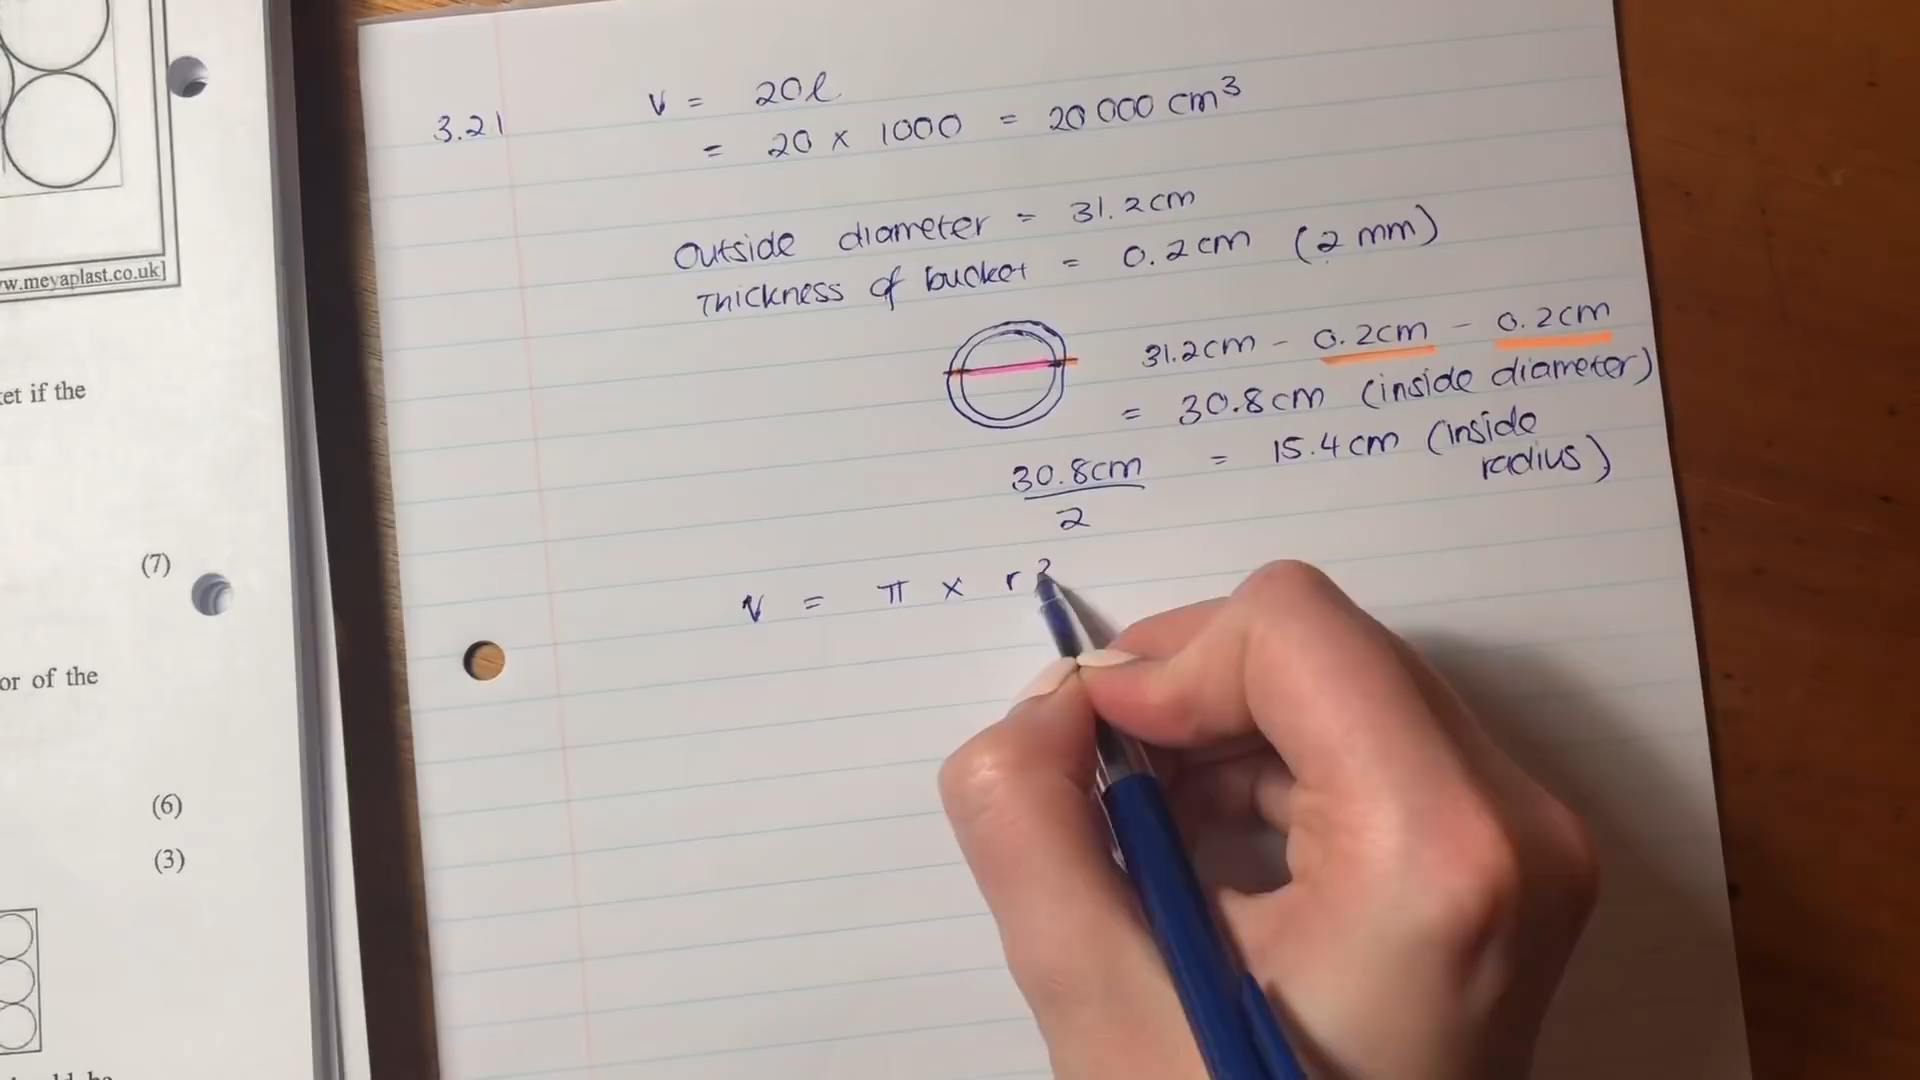 w.meyaplast.co.uk]
et if the
(7)
or of the
(6)
(3)
3.21
V = 20l
= 20 x 1000 = 20 000 cm³
Outside diameter = 31.2cm
Thickness of bucket = 0.2cm (2 mm)
31.2cm - 0.2cm - 0.2cm
= 30.8cm (inside diameter)
30.8cm
2
= 15.4cm (inside
radius)
V = π x r²